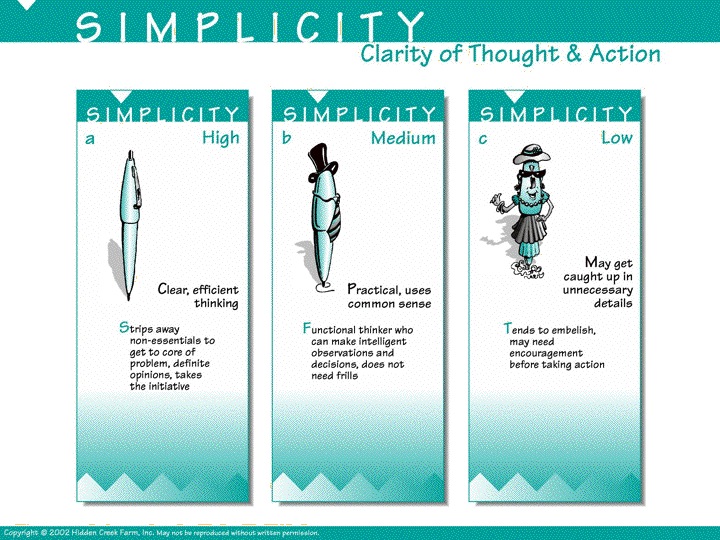 SIMPLICITY
Clarity of Thought & Action
SIMPLICITY
a High
Clear, efficient
thinking
Strips away
non-essentials to
get to core of
problem, definite
opinions, takes
the initiative
SIMPLICITY
b Medium
Practical, uses
common sense
Functional thinker who
can make intelligent
observations and
decisions, does not
need frills
SIMPLICITY
c Low
May get
caught up in
unnecessary
details
Tends to embelish,
may need
encouragement
before taking action
Copyright © 2002 Hidden Creek Farm, Inc. May not be reproduced without written permission.